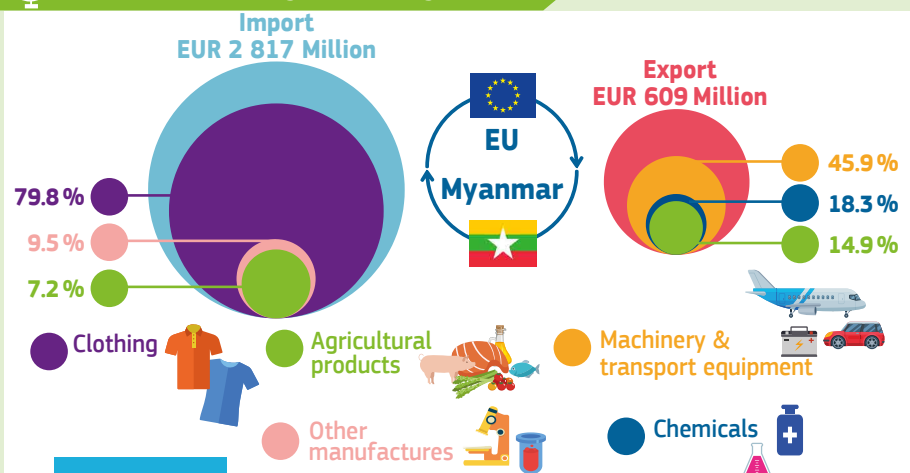 Import
EUR 2 817 Million
Export
EUR 609 Million
EU
Myanmar
79.8 %
9.5 %
7.2 %
45.9 %
18.3 %
14.9 %
Clothing
Agricultural
products
Machinery &
transport equipment
Other
manufactures
Chemicals